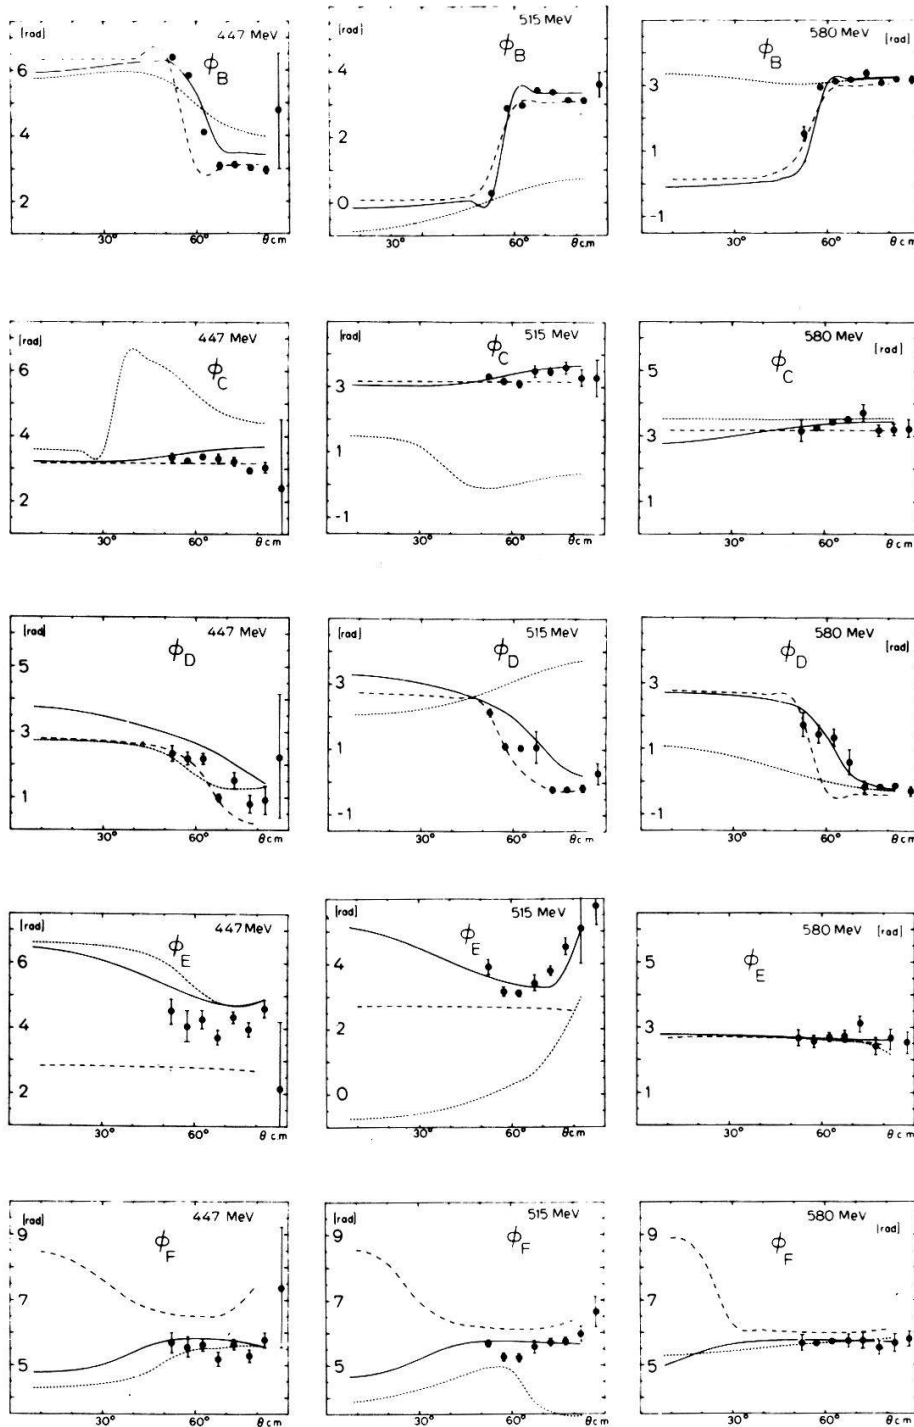 [rad] 447 MeV
ϕB
6
4
2
30° 60° θcm
515 MeV
[rad]
ϕB
4
2
0
30° 60° θcm
580 MeV [rad]
ϕB
3
1
-1
30° 60° θcm
[rad] 447 MeV
ϕC
6
4
2
30° 60° θcm
[rad] 515 MeV
ϕC
3
1
-1
30° 60° θcm
580 MeV [rad]
ϕC
5
3
1
30° 60° θcm
[rad] 447 MeV
ϕD
5
3
1
30° 60° θcm
[rad] 515 MeV
ϕD
3
1
-1
30° 60° θcm
580 MeV [rad]
ϕD
3
1
-1
30° 60° θcm
[rad] 447 MeV
ϕE
6
4
2
30° 60° θcm
[rad] 515 MeV
ϕE
4
2
0
30° 60° θcm
580 MeV [rad]
ϕE
5
3
1
30° 60° θcm
[rad] 447 MeV
ϕF
9
7
5
30° 60° θcm
[rad] 515 MeV
ϕF
9
7
5
30° 60° θcm
580 MeV [rad]
ϕF
9
7
5
30° 60° θcm